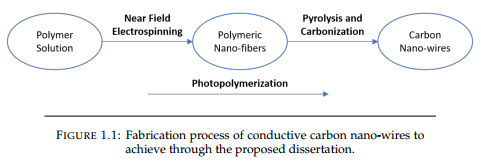 Polymer
Solution
Near Field
Electrospinning
Polymeric
Nano-fibers
Pyrolysis and
Carbonization
Carbon
Nano-wires
Photopolymerization
FIGURE 1.1: Fabrication process of conductive carbon nano-wires to
achieve through the proposed dissertation.